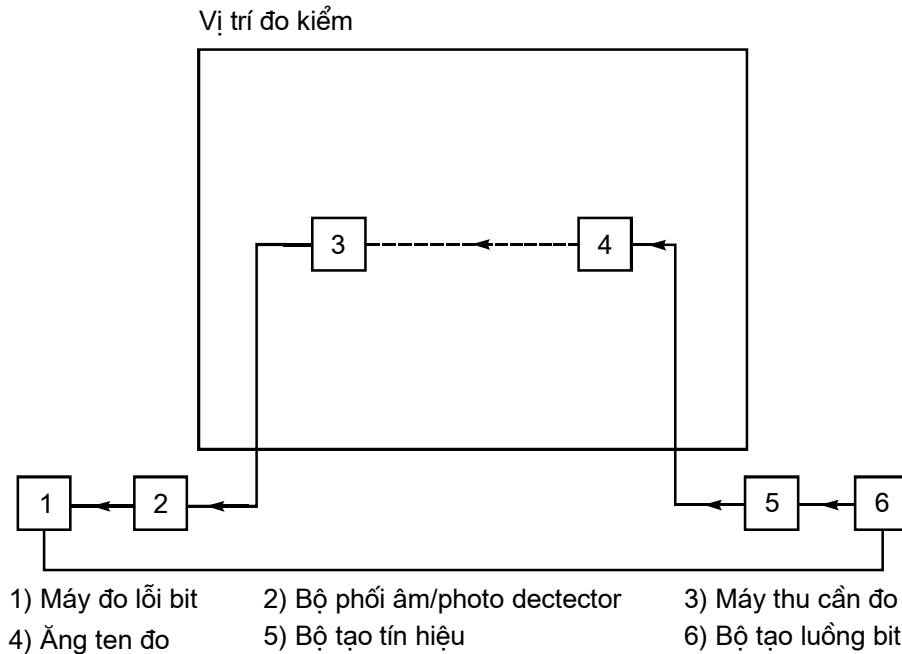 Vị trí đo kiểm
3 4
1 2 5 6
1) Máy đo lỗi bit 2) Bộ phối âm/photo dectector 3) Máy thu cần đo
4) Ăng ten đo 5) Bộ tạo tín hiệu 6) Bộ tạo luồng bit